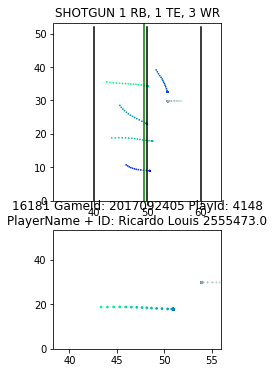 SHOTGUN 1 RB, 1 TE, 3 WR
50
40
30
20
10
0
40 50 60
16181 GameId: 2017092405 PlayId: 4148
PlayerName + ID: Ricardo Louis 2555473.0
40
20
0
40 45 50 55